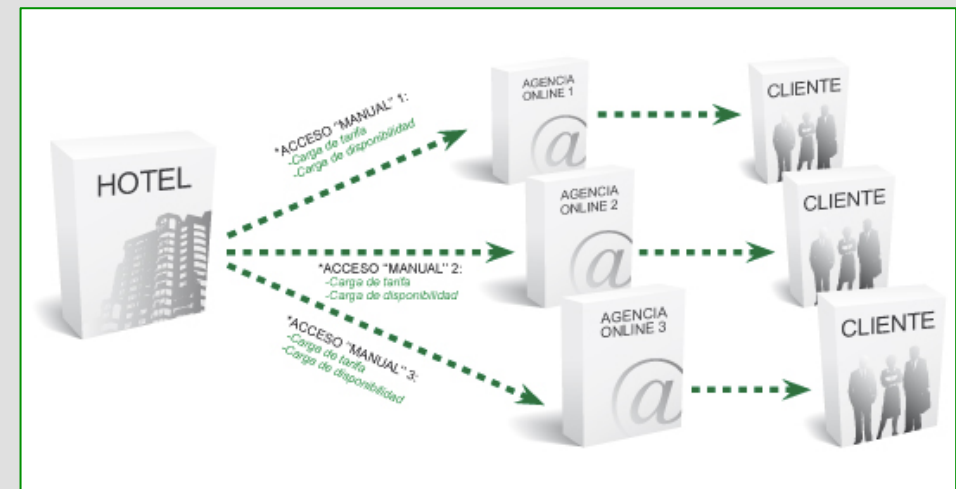 HOTEL
*ACCESO "MANUAL" 1:
-Carga de tarifa
-Carga de disponibilidad
AGENCIA
ONLINE 1
@
CLIENTE
*ACCESO "MANUAL" 2:
-Carga de tarifa
-Carga de disponibilidad
AGENCIA
ONLINE 2
@
CLIENTE
*ACCESO "MANUAL" 3:
-Carga de tarifa
-Carga de disponibilidad
AGENCIA
ONLINE 3
@
CLIENTE